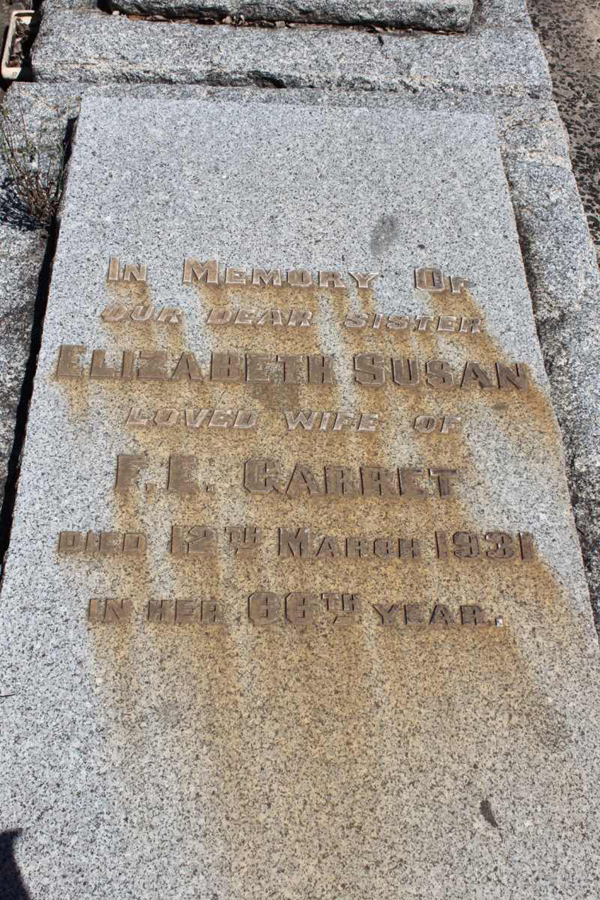 In Memory Of
OUR DEAR SISTER
ELIZABETH SUSAN
LOVED WIFE OF
F. E. GARRET
DIED 12TH MARCH 1931
IN HER 66TH YEAR.